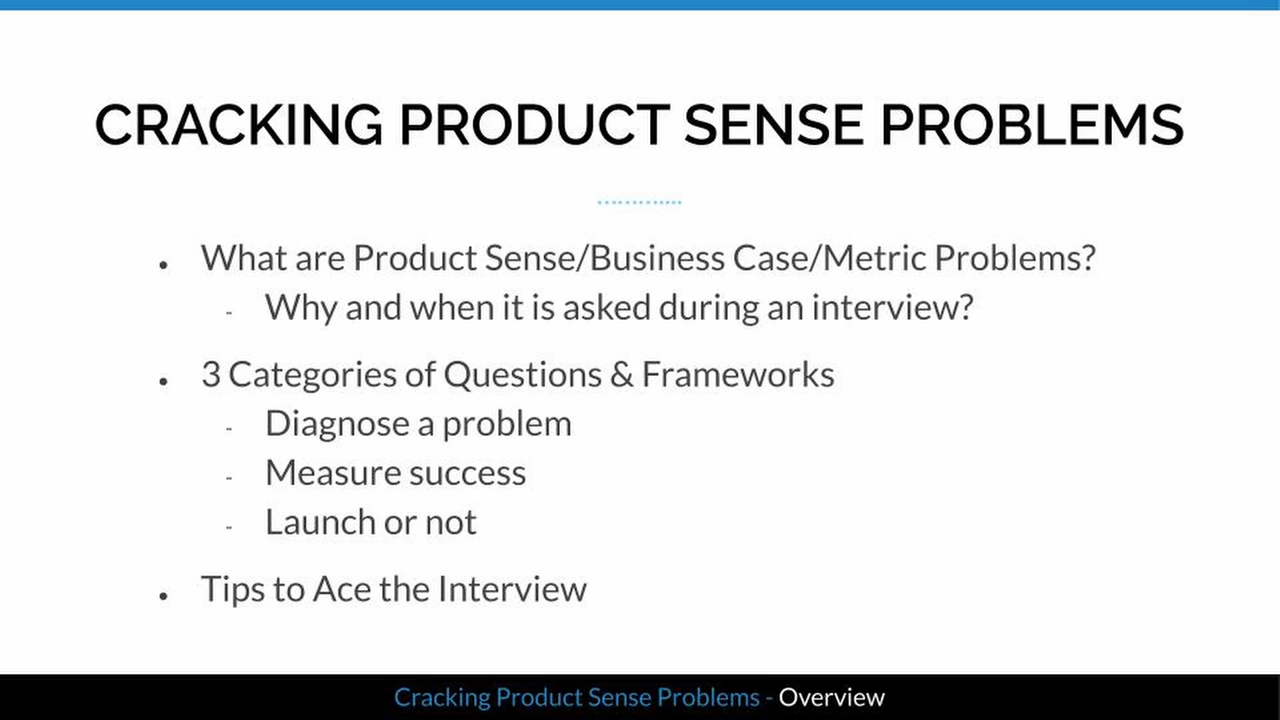 CRACKING PRODUCT SENSE PROBLEMS
• What are Product Sense/Business Case/Metric Problems?
- Why and when it is asked during an interview?
• 3 Categories of Questions & Frameworks
- Diagnose a problem
- Measure success
- Launch or not
• Tips to Ace the Interview
Cracking Product Sense Problems - Overview